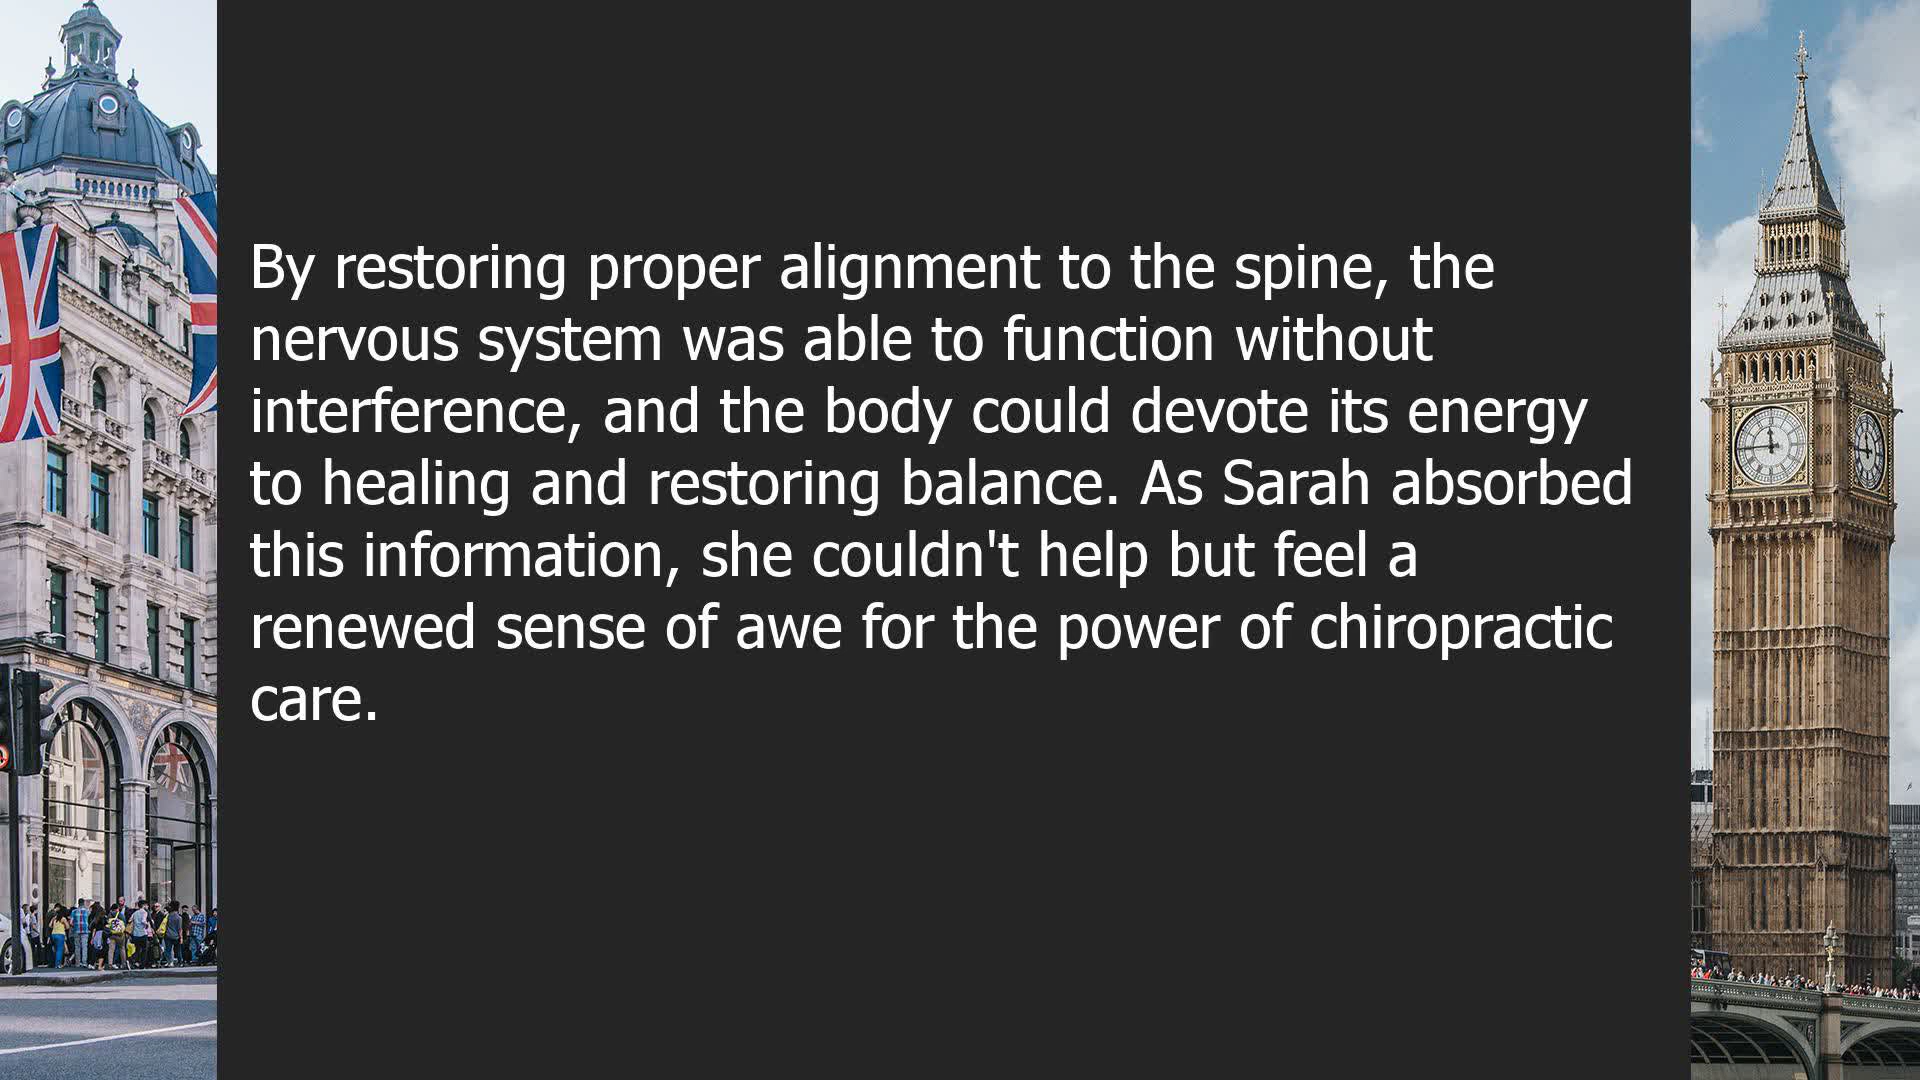 By restoring proper alignment to the spine, the
nervous system was able to function without
interference, and the body could devote its energy
to healing and restoring balance. As Sarah absorbed
this information, she couldn't help but feel a
renewed sense of awe for the power of chiropractic
care.